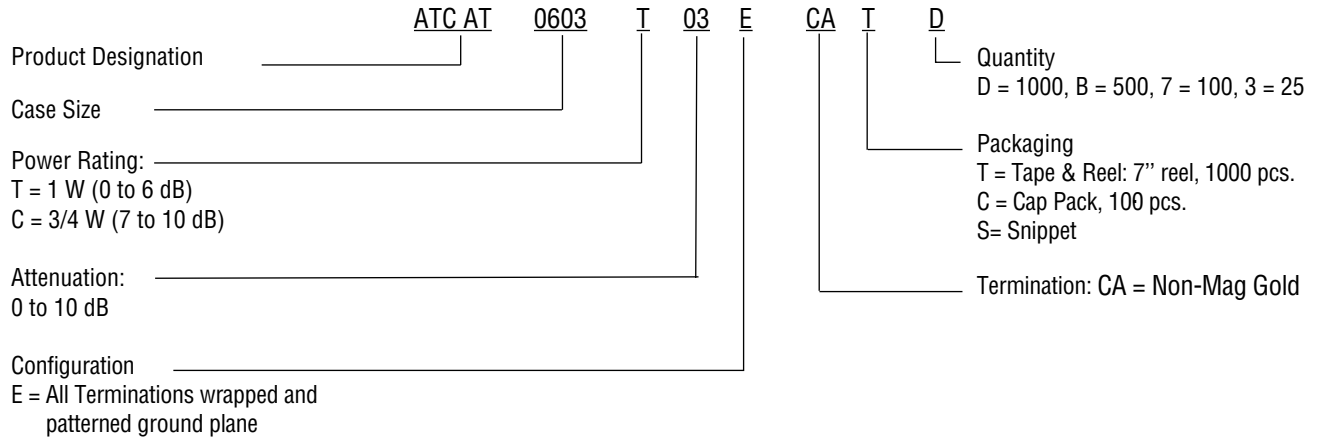 ATC AT 0603 T 03 E CA T D
Product Designation
Case Size
Power Rating:
T = 1 W (0 to 6 dB)
C = 3/4 W (7 to 10 dB)
Attenuation:
0 to 10 dB
Configuration
E = All Terminations wrapped and
patterned ground plane
Quantity
D = 1000, B = 500, 7 = 100, 3 = 25
Packaging
T = Tape & Reel: 7’’ reel, 1000 pcs.
C = Cap Pack, 100 pcs.
S= Snippet
Termination: CA = Non-Mag Gold